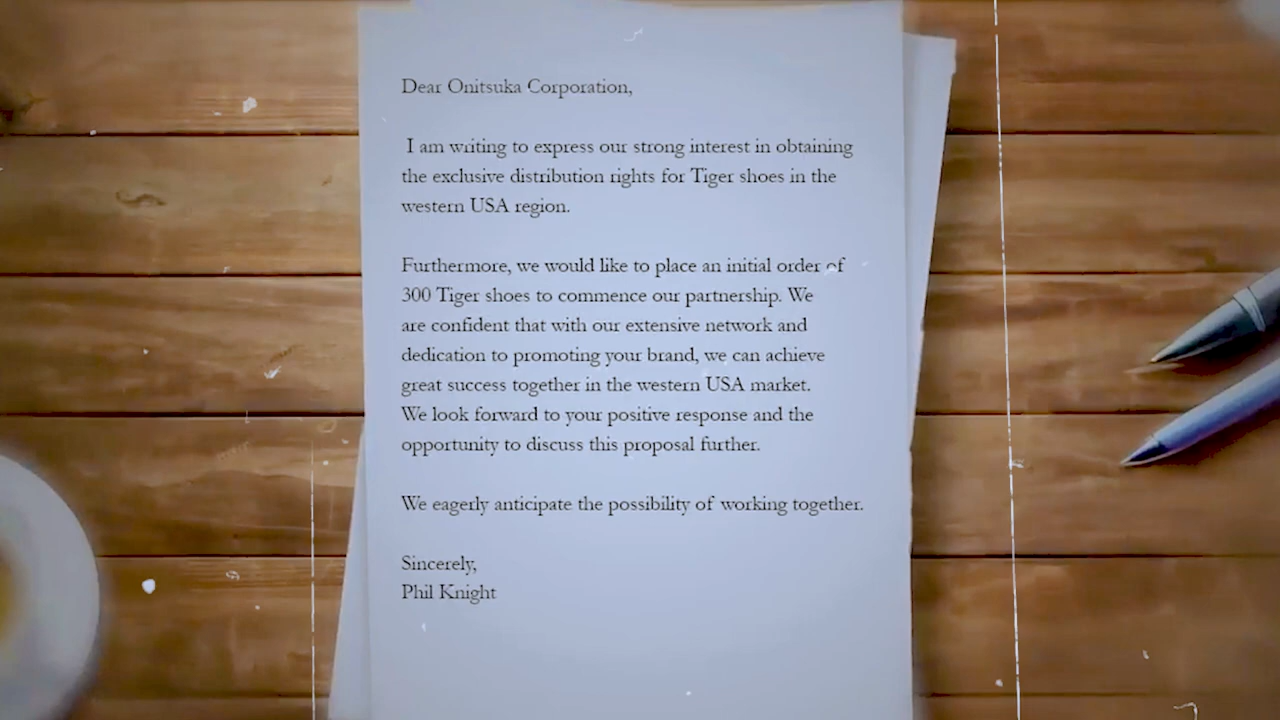 Dear Onitsuka Corporation,
I am writing to express our strong interest in obtaining
the exclusive distribution rights for Tiger shoes in the
western USA region.
Furthermore, we would like to place an initial order of
300 Tiger shoes to commence our partnership. We
are confident that with our extensive network and
dedication to promoting your brand, we can achieve
great success together in the western USA market.
We look forward to your positive response and the
opportunity to discuss this proposal further.
We eagerly anticipate the possibility of working together.
Sincerely,
Phil Knight